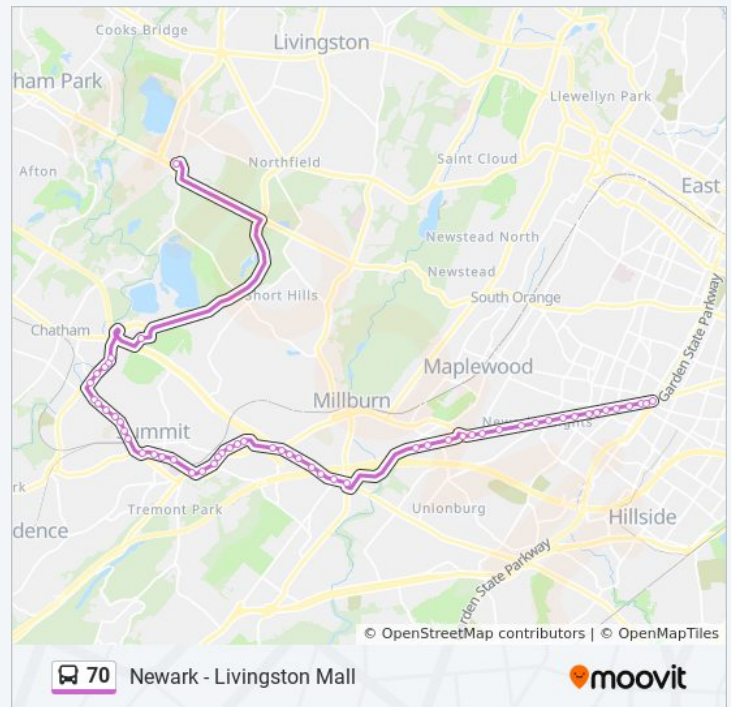 Cooks Bridge
Livingston
ham Park
Llewellyn Park
Afton
Northfield
Saint Cloud
East
Newstead North
Newstead
Short Hills
South Orange
Garden State Parkway
Chatham
Maplewood
Millburn
Summit
rk
Tremont Park
Unionburg
Hillside
dence
rden State Parkway
© OpenStreetMap contributors | © OpenMapTiles
70 Newark - Livingston Mall
moovit